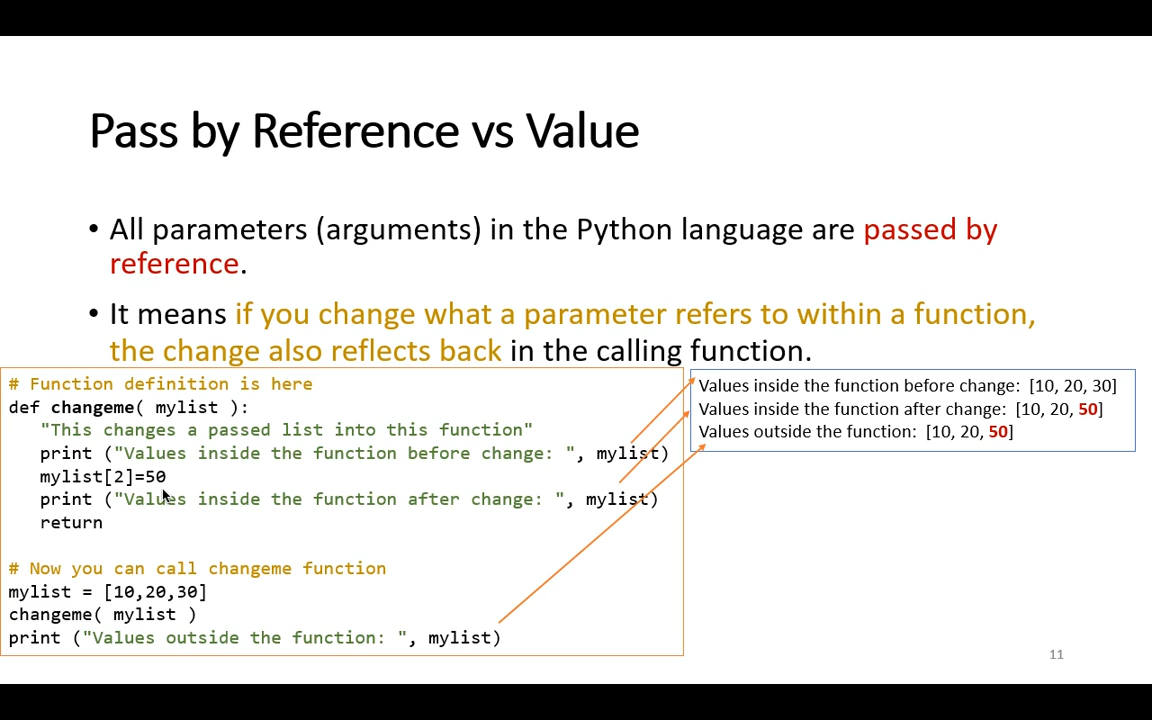 Pass by Reference vs Value
• All parameters (arguments) in the Python language are passed by
reference.
• It means if you change what a parameter refers to within a function,
the change also reflects back in the calling function.
# Function definition is here
def changeme( mylist ):
   "This changes a passed list into this function"
   print ("Values inside the function before change: ", mylist)
   mylist[2]=50
   print ("Values inside the function after change: ", mylist)
   return

# Now you can call changeme function
mylist = [10,20,30]
changeme( mylist )
print ("Values outside the function: ", mylist)
Values inside the function before change: [10, 20, 30]
Values inside the function after change: [10, 20, 50]
Values outside the function: [10, 20, 50]
11